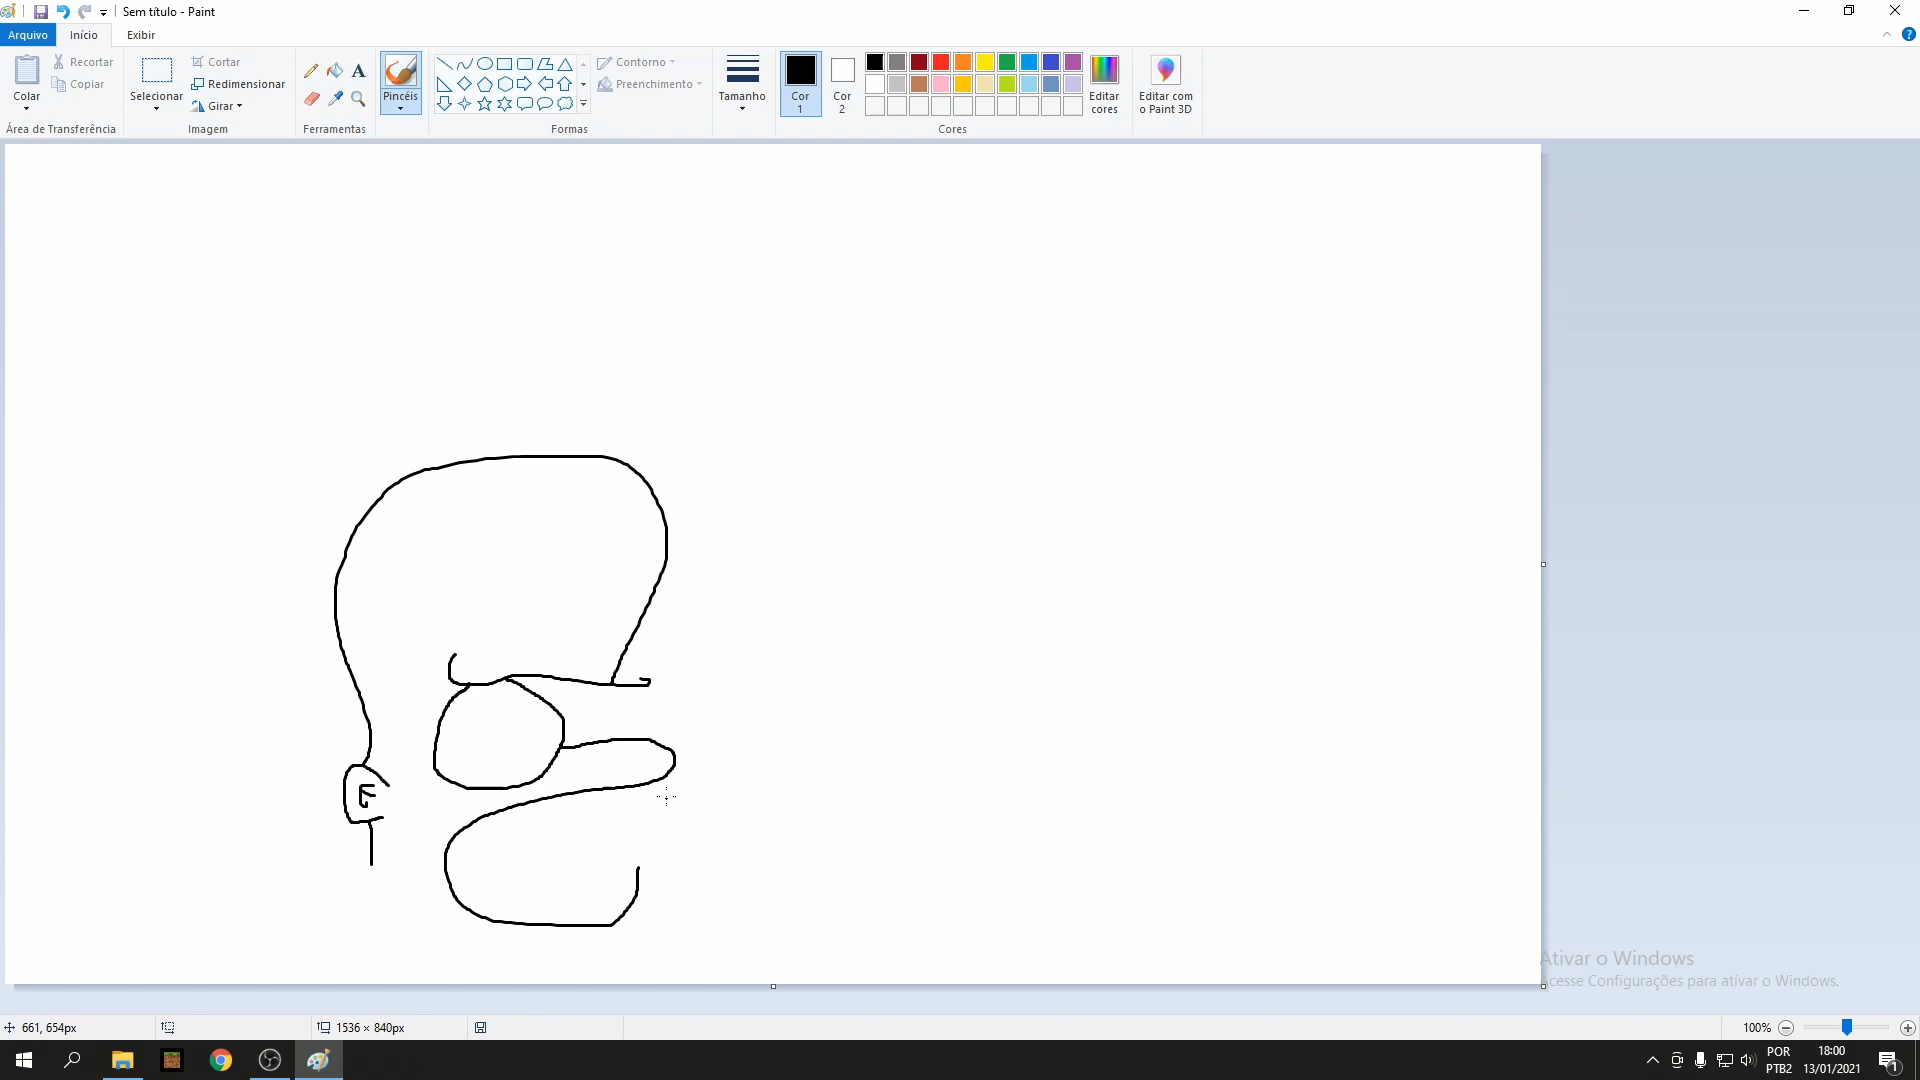 Sem título - Paint
Arquivo
Início
Exibir
Colar
Recortar
Copiar
Área de Transferência
Selecionar
Cortar
Redimensionar
Girar
Imagem
A
Ferramentas
Pincéis
Contorno
Preenchimento
Formas
Tamanho
Cor
1
Cor
2
Editar
cores
Cores
Editar com
o Paint 3D
?
E
Ativar o Windows
Acesse Configurações para ativar o Windows.
661, 654px
1536 × 840px
100%
POR
PTB2
18:00
13/01/2021
1